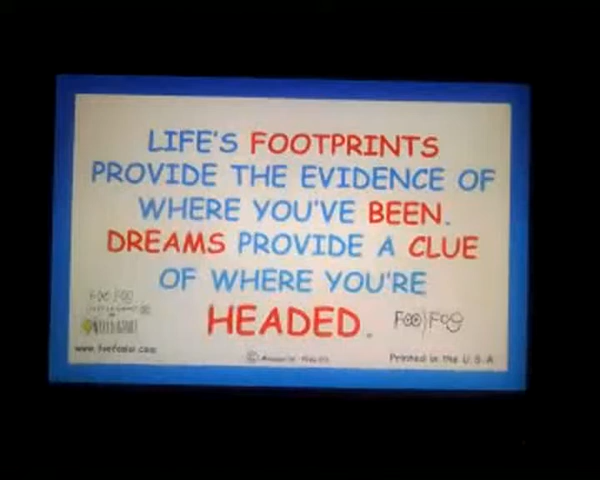 LIFE'S FOOTPRINTS
PROVIDE THE EVIDENCE OF
WHERE YOU'VE BEEN.
DREAMS PROVIDE A CLUE
OF WHERE YOU'RE
HEADED.
Printed in the U.S.A